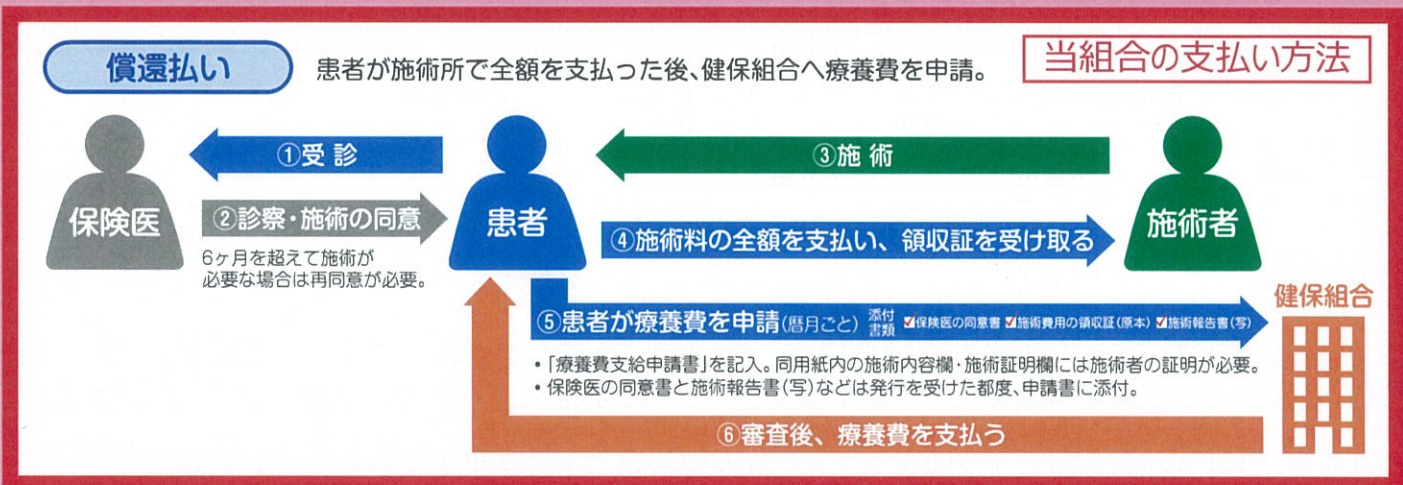 償還払い
患者が施術所で全額を支払った後、健保組合へ療養費を申請。
当組合の支払い方法
①受診
③施術
保険医
②診察・施術の同意
患者
④施術料の全額を支払い、領収証を受け取る
施術者
6ヶ月を超えて施術が
必要な場合は再同意が必要。
健保組合
⑤患者が療養費を申請(暦月ごと) 添付書類 ✓保険医の同意書 ✓施術費用の領収証(原本) ✓施術報告書(写)
・「療養費支給申請書」を記入。同用紙内の施術内容欄・施術証明欄には施術者の証明が必要。
・保険医の同意書と施術報告書(写)などは発行を受けた都度、申請書に添付。
⑥審査後、療養費を支払う